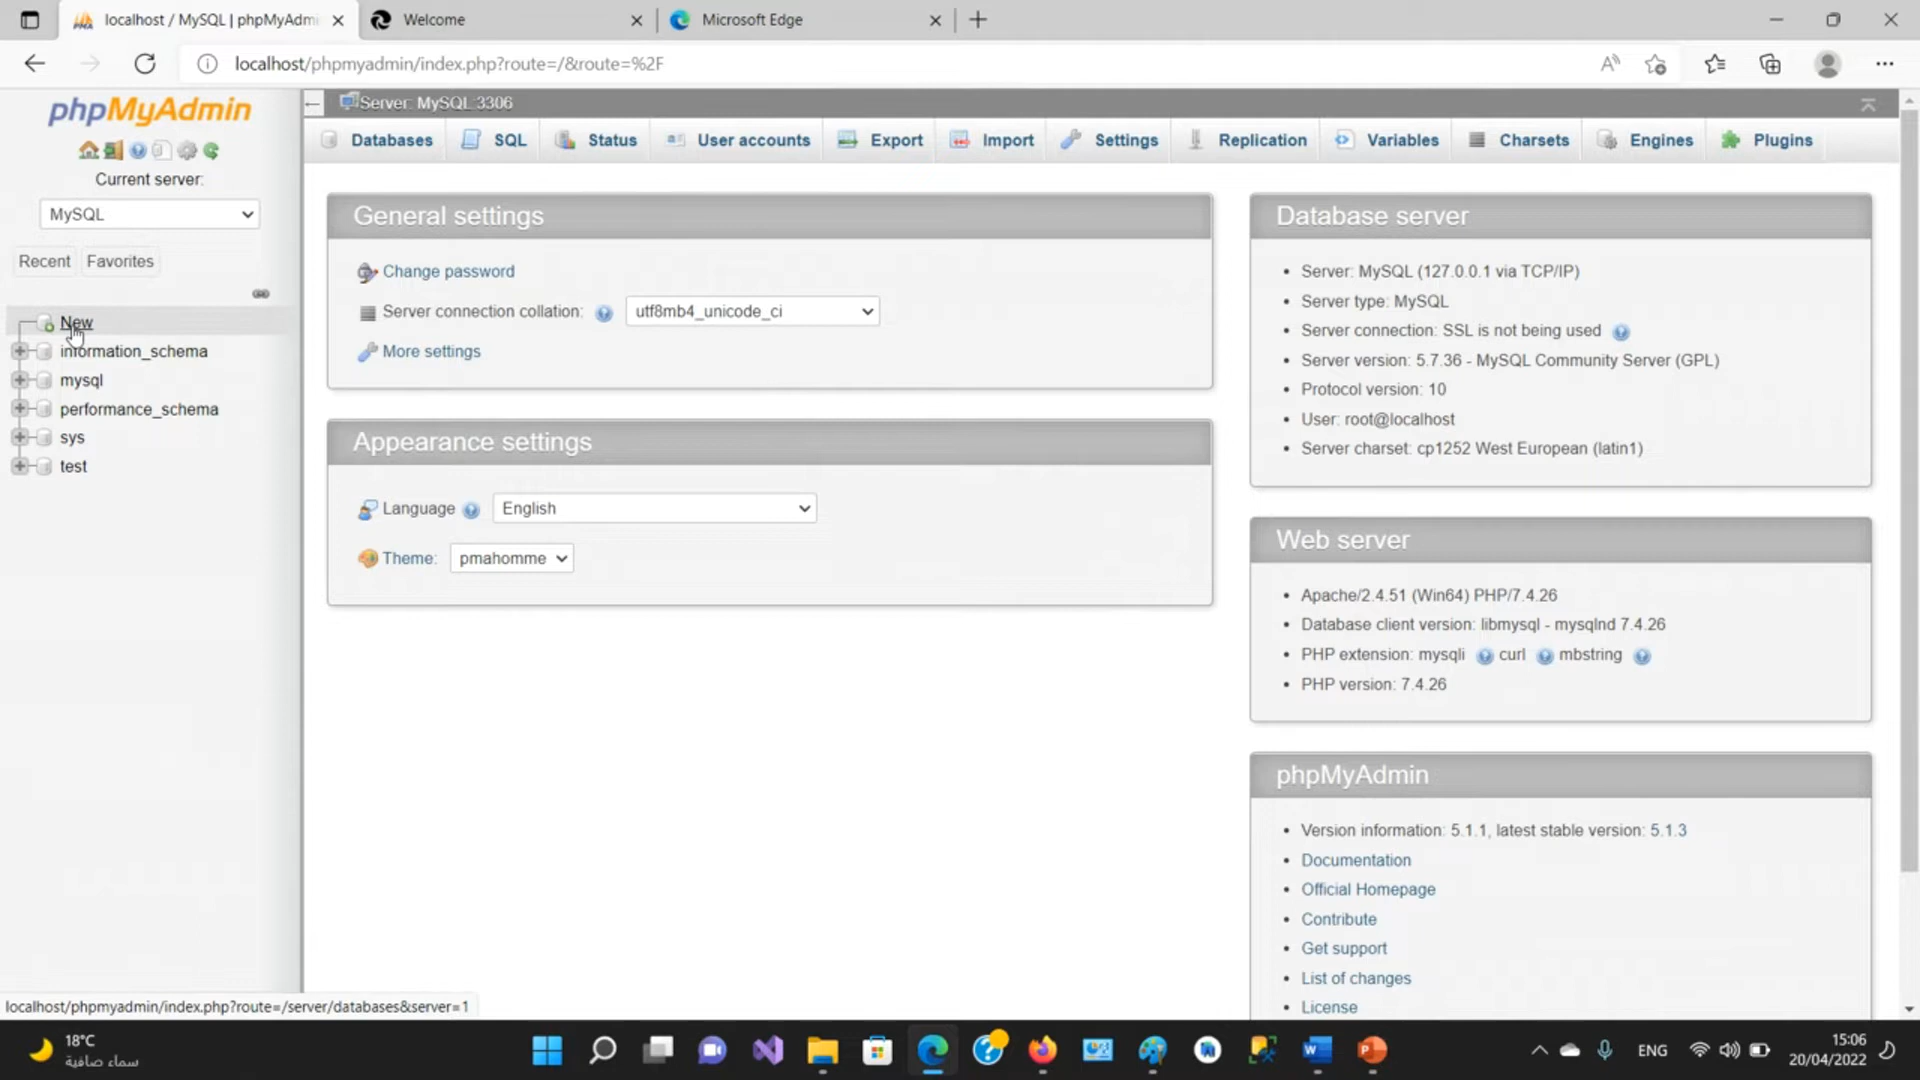 localhost / MySQL | phpMyAdmi
Welcome
Microsoft Edge
localhost/phpmyadmin/index.php?route=/&route=%2F
phpMyAdmin
Current server:
MySQL
Recent
Favorites
New
information_schema
mysql
performance_schema
sys
test
Server: MySQL:3306
Databases
SQL
Status
User accounts
Export
Import
Settings
Replication
Variables
Charsets
Engines
Plugins
General settings
Change password
Server connection collation:
utf8mb4_unicode_ci
More settings
Appearance settings
Language
English
Theme:
pmahomme
Database server
Server: MySQL (127.0.0.1 via TCP/IP)
Server type: MySQL
Server connection: SSL is not being used
Server version: 5.7.36 - MySQL Community Server (GPL)
Protocol version: 10
User: root@localhost
Server charset: cp1252 West European (latin1)
Web server
Apache/2.4.51 (Win64) PHP/7.4.26
Database client version: libmysql - mysqlnd 7.4.26
PHP extension: mysqli curl mbstring
PHP version: 7.4.26
phpMyAdmin
Version information: 5.1.1, latest stable version: 5.1.3
Documentation
Official Homepage
Contribute
Get support
List of changes
License
localhost/phpmyadmin/index.php?route=/server/databases&server=1
18°C
سماء صافية
ENG
15:06
20/04/2022